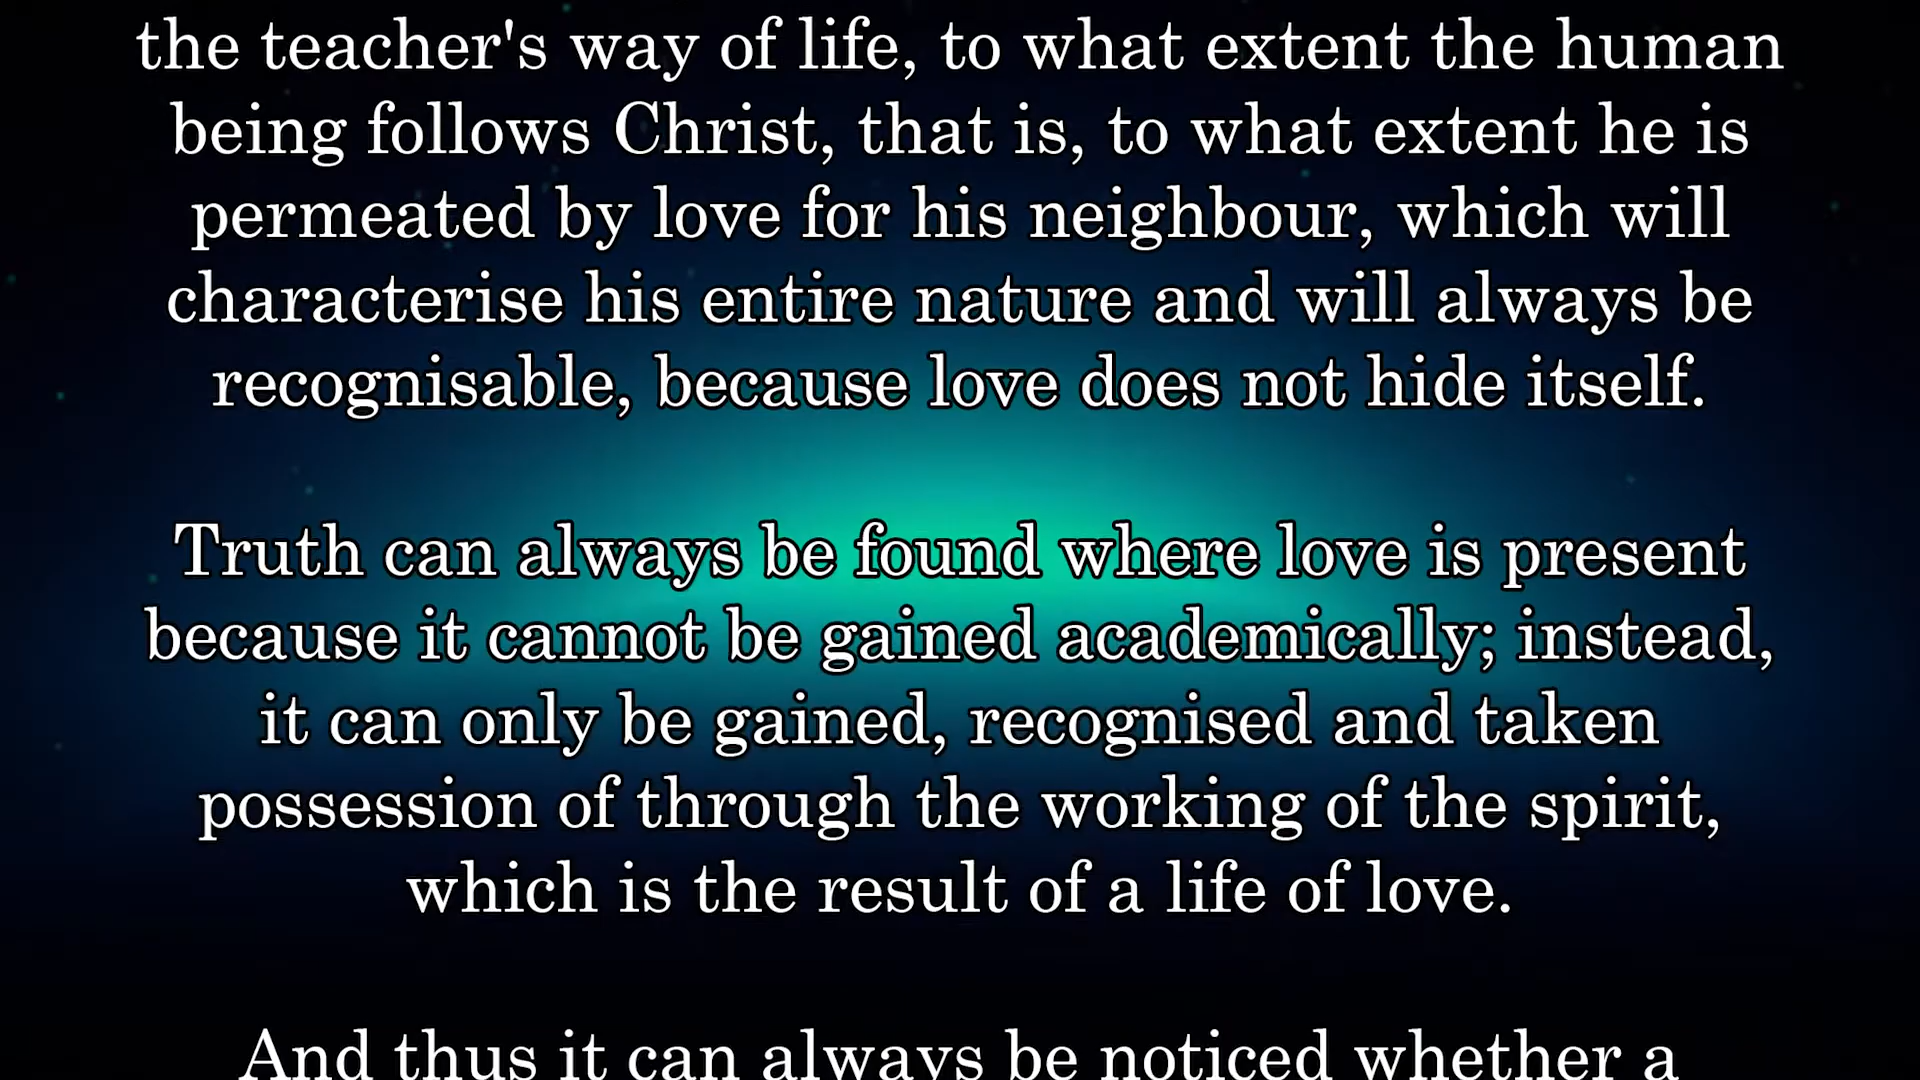 the teacher's way of life, to what extent the human
being follows Christ, that is, to what extent he is
permeated by love for his neighbour, which will
characterise his entire nature and will always be
recognisable, because love does not hide itself.
Truth can always be found where love is present
because it cannot be gained academically; instead,
it can only be gained, recognised and taken
possession of through the working of the spirit,
which is the result of a life of love.
And thus it can always be noticed whether a